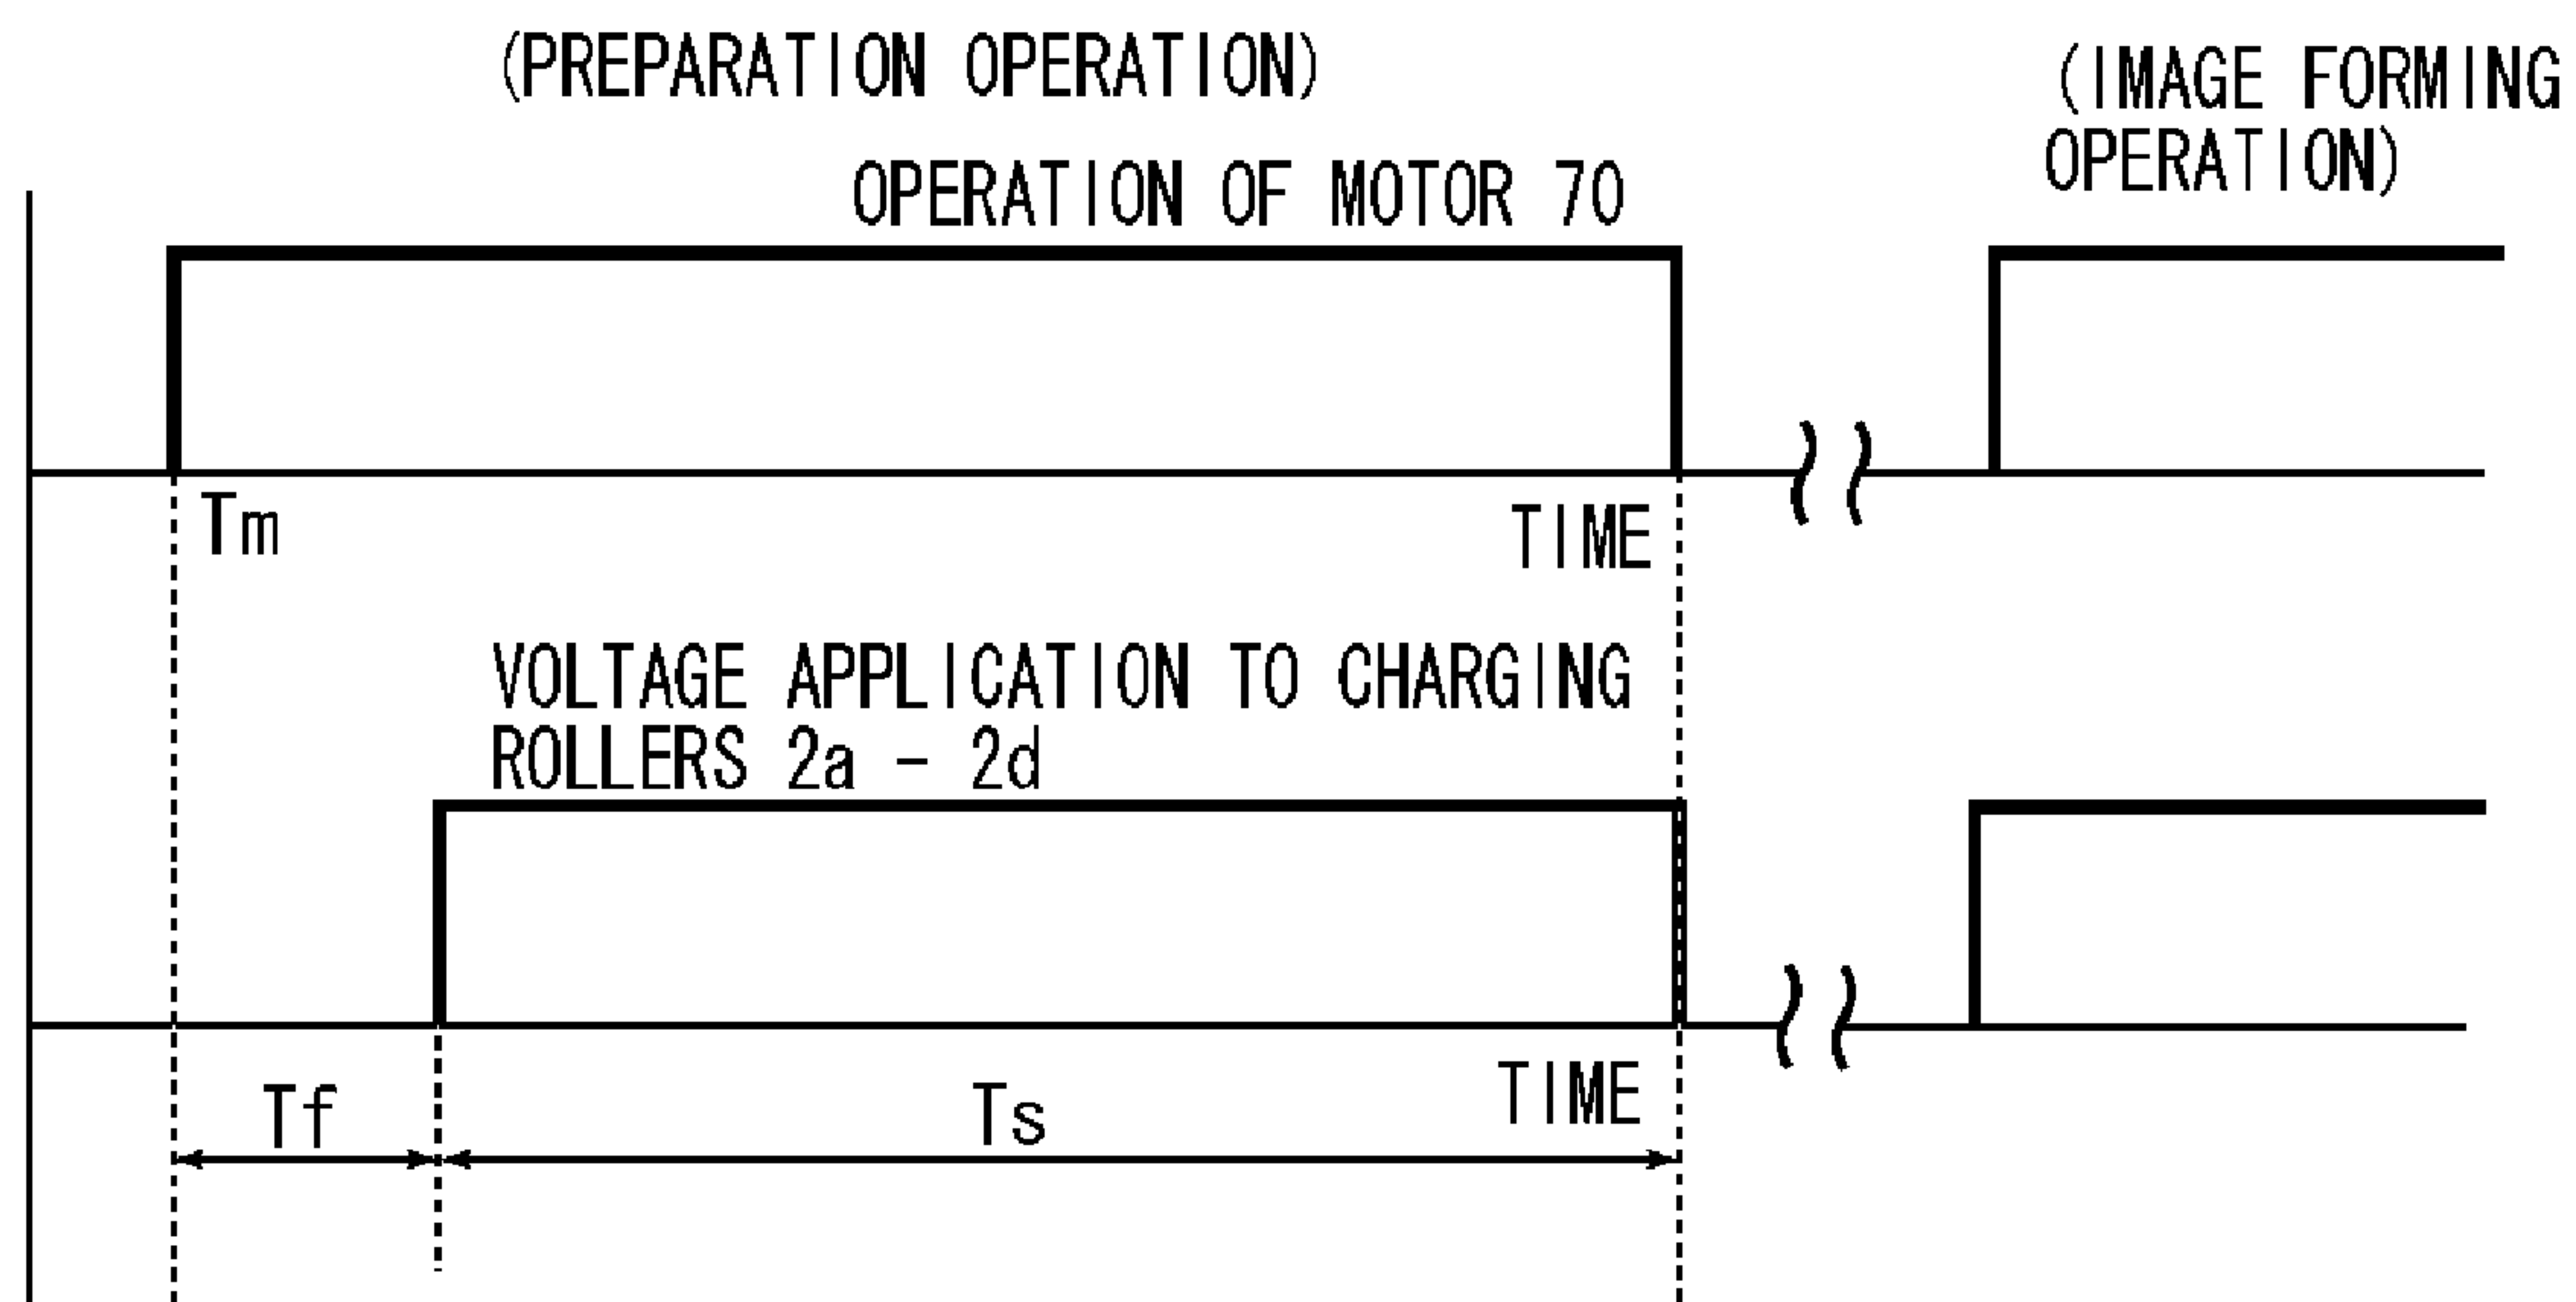 (PREPARATION OPERATION)
(IMAGE FORMING
OPERATION)
OPERATION OF MOTOR 70
Tm
TIME
VOLTAGE APPLICATION TO CHARGING
ROLLERS 2a - 2d
Tf
Ts
TIME